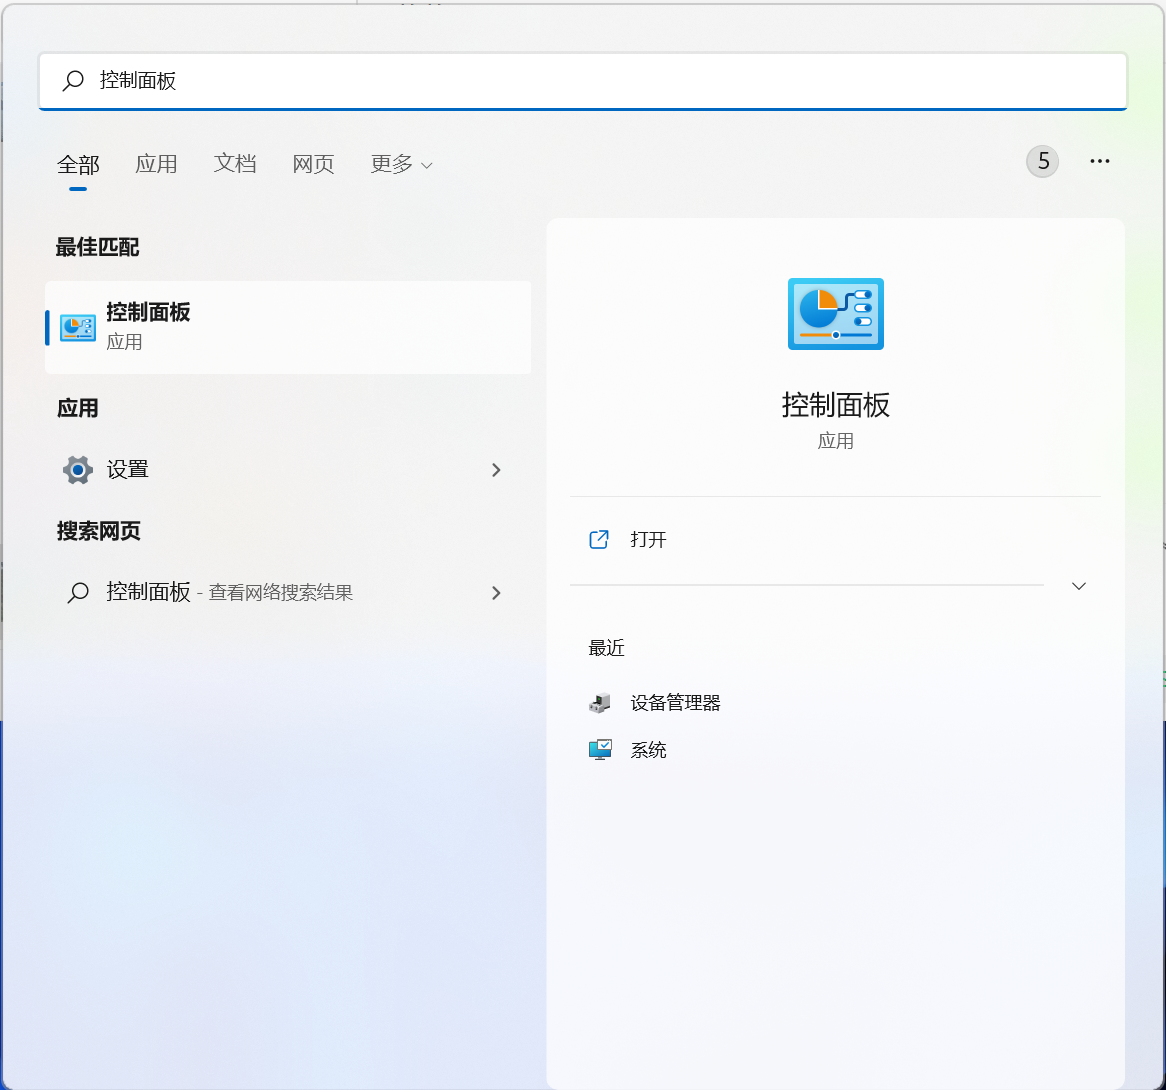 控制面板
全部 应用 文档 网页 更多 5
最佳匹配
控制面板
应用
应用
设置
搜索网页
控制面板 - 查看网络搜索结果
控制面板
应用
打开
最近
设备管理器
系统